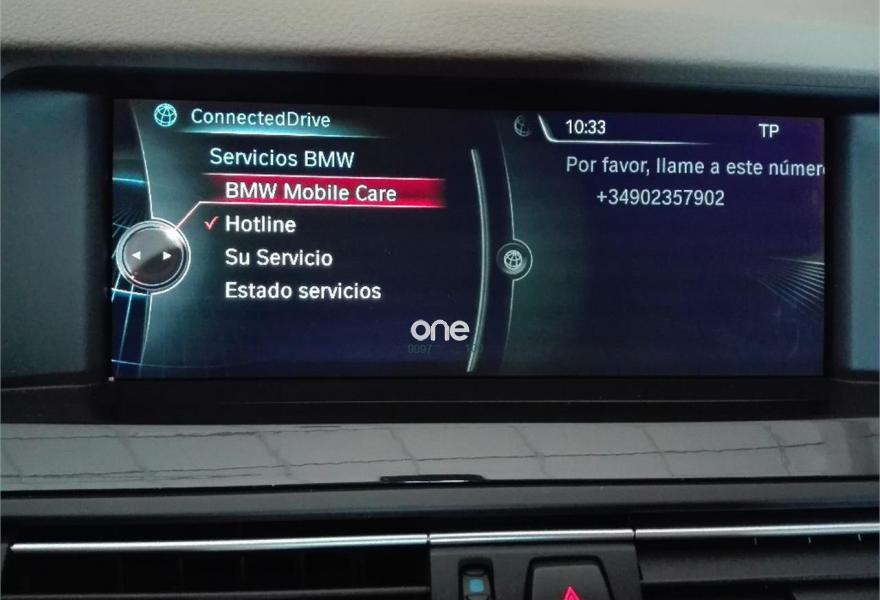 ConnectedDrive
Servicios BMW
BMW Mobile Care
Hotline
Su Servicio
Estado servicios
10:33
TP
Por favor, llame a este númer
+34902357902
one